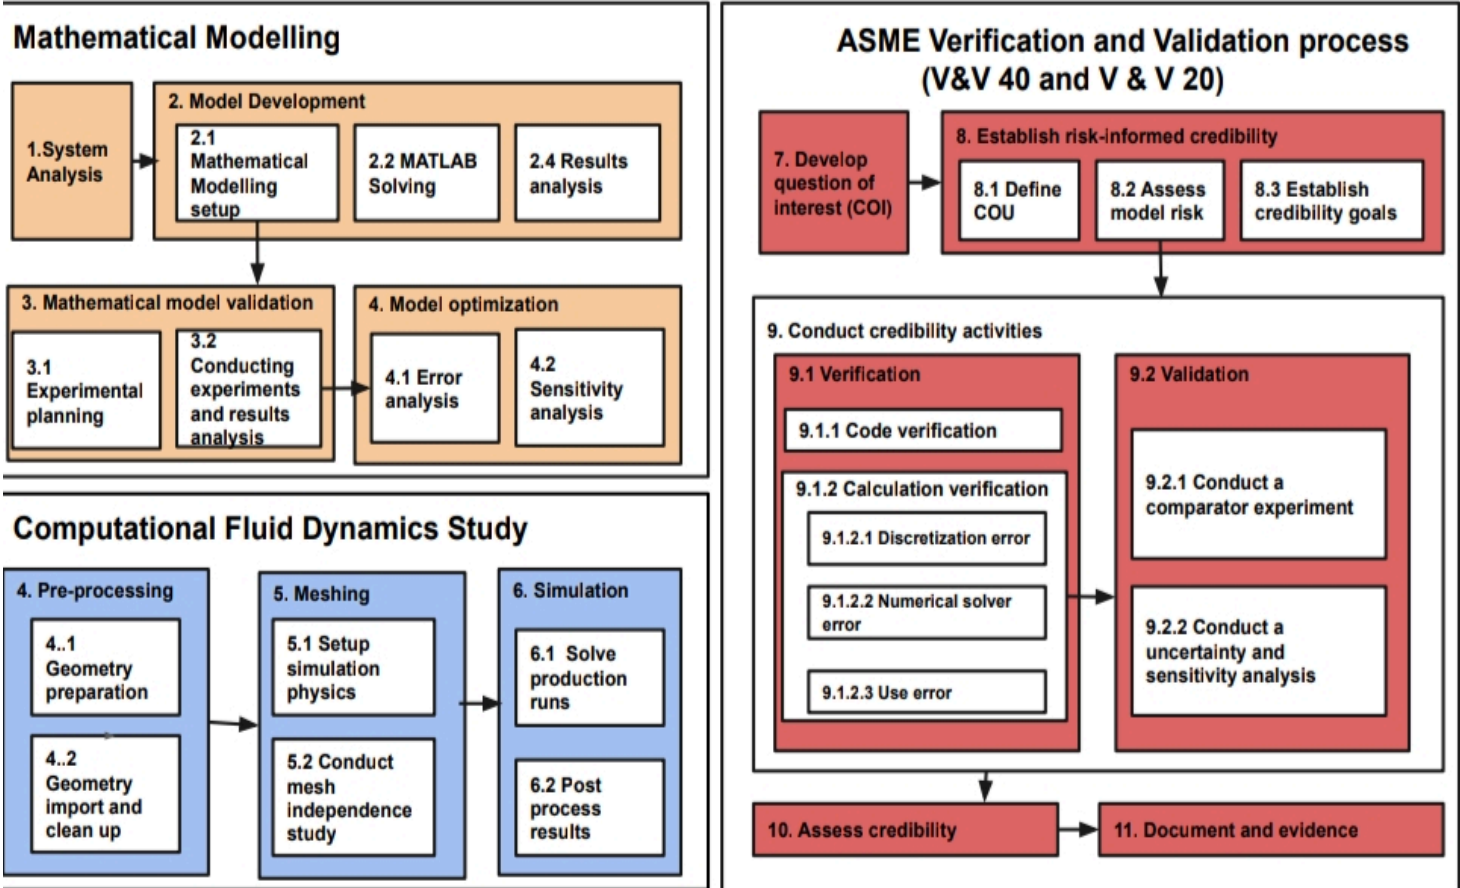 Mathematical Modelling
1.System
Analysis
2. Model Development
2.1
Mathematical
Modelling
setup
2.2 MATLAB
Solving
2.4 Results
analysis
3. Mathematical model validation
3.1
Experimental
planning
3.2
Conducting
experiments
and results
analysis
4. Model optimization
4.1 Error
analysis
4.2
Sensitivity
analysis
Computational Fluid Dynamics Study
4. Pre-processing
4..1
Geometry
preparation
4..2
Geometry
import and
clean up
5. Meshing
5.1 Setup
simulation
physics
5.2 Conduct
mesh
independence
study
6. Simulation
6.1 Solve
production
runs
6.2 Post
process
results
ASME Verification and Validation process
(V&V 40 and V & V 20)
7. Develop
question of
interest (COI)
8. Establish risk-informed credibility
8.1 Define
COU
8.2 Assess
model risk
8.3 Establish
credibility goals
9. Conduct credibility activities
9.1 Verification
9.1.1 Code verification
9.1.2 Calculation verification
9.1.2.1 Discretization error
9.1.2.2 Numerical solver
error
9.1.2.3 Use error
9.2 Validation
9.2.1 Conduct a
comparator experiment
9.2.2 Conduct a
uncertainty and
sensitivity analysis
10. Assess credibility
11. Document and evidence